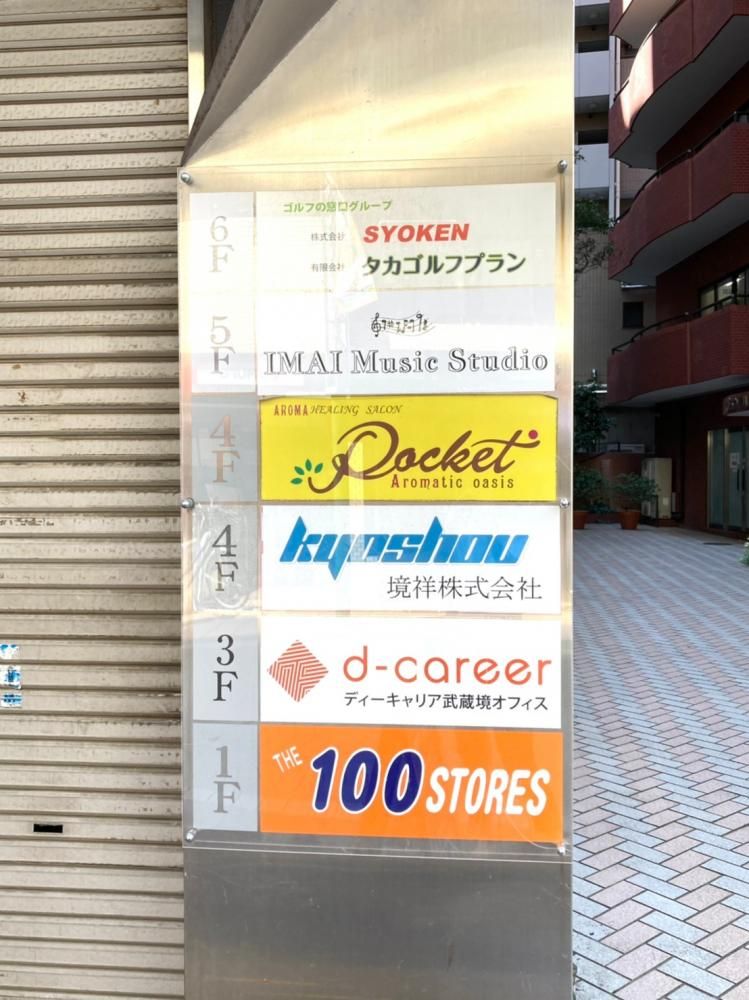 6F
ゴルフの窓口グループ
株式会社 SYOKEN
有限会社 タカゴルフプラン
5F
IMAI Music Studio
4F
AROMA HEALING SALON
Pocket
Aromatic oasis
4F
kyoshou
境祥株式会社
3F
d-career
ディーキャリア武蔵境オフィス
1F
THE 100 STORES